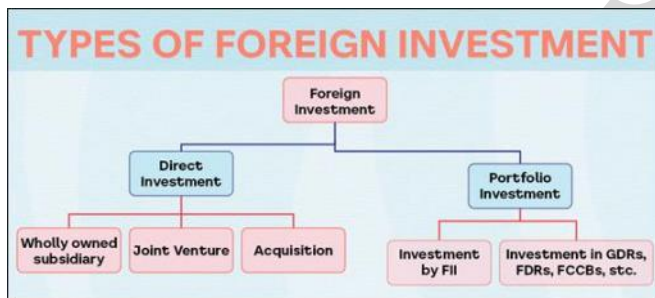 TYPES OF FOREIGN INVESTMENT
Foreign
Investment
Direct
Investment
Portfolio
Investment
Wholly owned
subsidiary
Joint Venture
Acquisition
Investment
by FII
Investment in GDRs,
FDRs, FCCBs, stc.